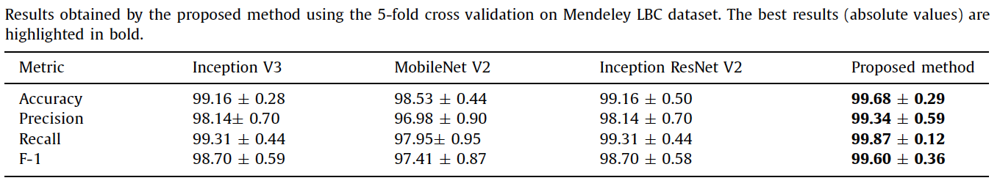 Results obtained by the proposed method using the 5-fold cross validation on Mendeley LBC dataset. The best results (absolute values) are
highlighted in bold.
Metric Inception V3 MobileNet V2 Inception ResNet V2 Proposed method
Accuracy 99.16 ± 0.28 98.53 ± 0.44 99.16 ± 0.50 99.68 ± 0.29
Precision 98.14± 0.70 96.98 ± 0.90 98.14 ± 0.70 99.34 ± 0.59
Recall 99.31 ± 0.44 97.95± 0.95 99.31 ± 0.44 99.87 ± 0.12
F-1 98.70 ± 0.59 97.41 ± 0.87 98.70 ± 0.58 99.60 ± 0.36